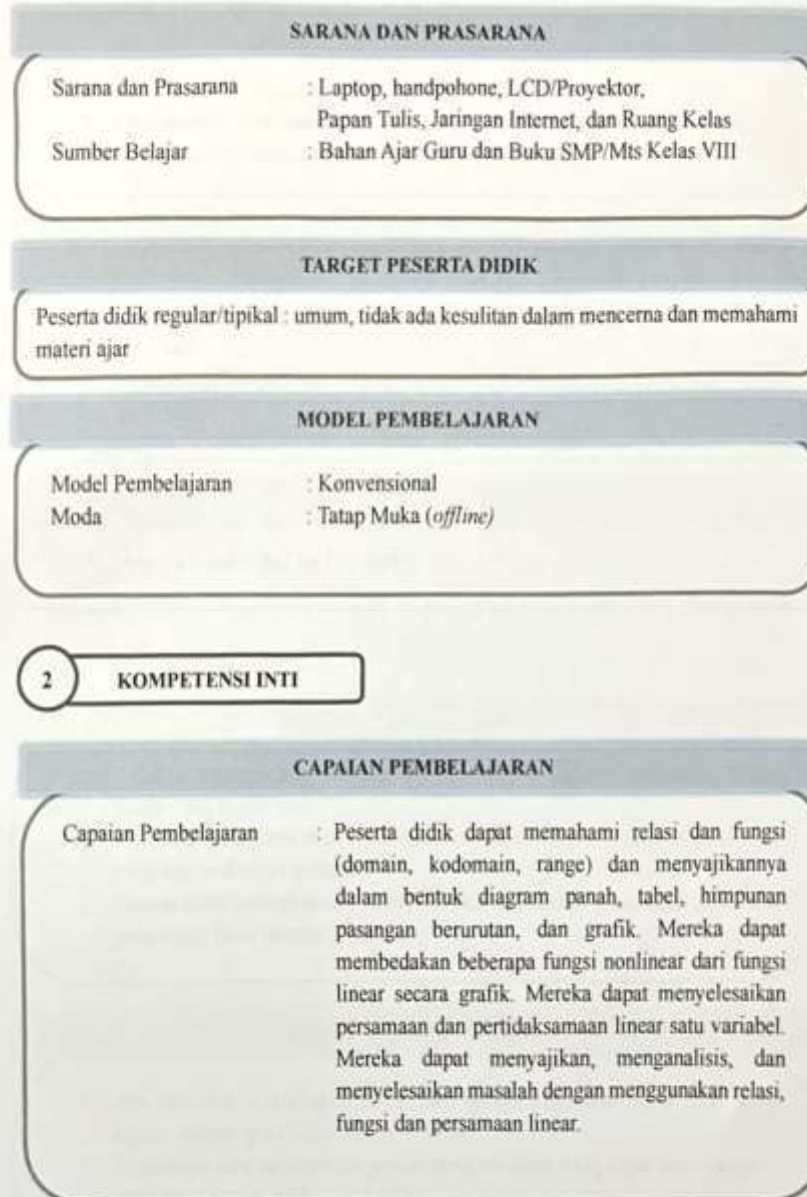 SARANA DAN PRASARANA
Sarana dan Prasarana : Laptop, handpohone, LCD/Proyektor,
Papan Tulis, Jaringan Internet, dan Ruang Kelas
Sumber Belajar : Bahan Ajar Guru dan Buku SMP/Mts Kelas VIII
TARGET PESERTA DIDIK
Peserta didik regular/tipikal : umum, tidak ada kesulitan dalam mencerna dan memahami
materi ajar
MODEL PEMBELAJARAN
Model Pembelajaran : Konvensional
Moda : Tatap Muka (offline)
2 KOMPETENSI INTI
CAPAIAN PEMBELAJARAN
Capaian Pembelajaran : Peserta didik dapat memahami relasi dan fungsi
(domain, kodomain, range) dan menyajikannya
dalam bentuk diagram panah, tabel, himpunan
pasangan berurutan, dan grafik. Mereka dapat
membedakan beberapa fungsi nonlinear dari fungsi
linear secara grafik. Mereka dapat menyelesaikan
persamaan dan pertidaksamaan linear satu variabel.
Mereka dapat menyajikan, menganalisis, dan
menyelesaikan masalah dengan menggunakan relasi,
fungsi dan persamaan linear.